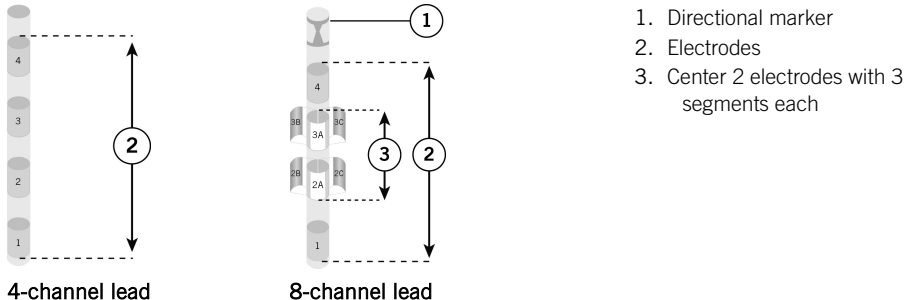 4
3
2
1
2
4-channel lead
1
4
3B
3A
3C
2B
2A
2C
1
3
2
8-channel lead
1. Directional marker
2. Electrodes
3. Center 2 electrodes with 3
segments each